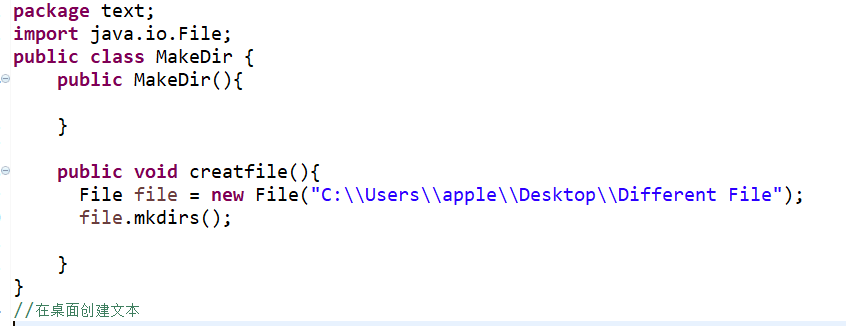 package text;
import java.io.File;
public class MakeDir {
    public MakeDir(){
    }
    public void creatfile(){
      File file = new File("C:\\Users\\apple\\Desktop\\Different File");
      file.mkdirs();
    }
}
//在桌面创建文本